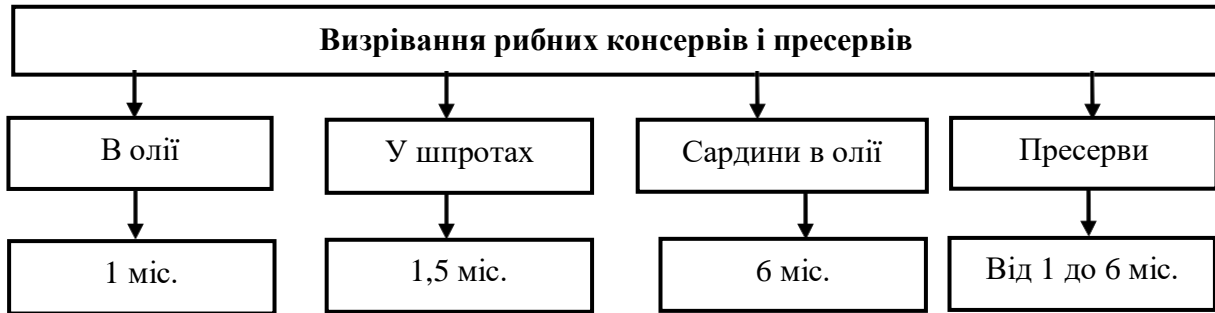 Визрівання рибних консервів і пресервів
В олії
У шпротах
Сардини в олії
Пресерви
1 міс.
1,5 міс.
6 міс.
Від 1 до 6 міс.